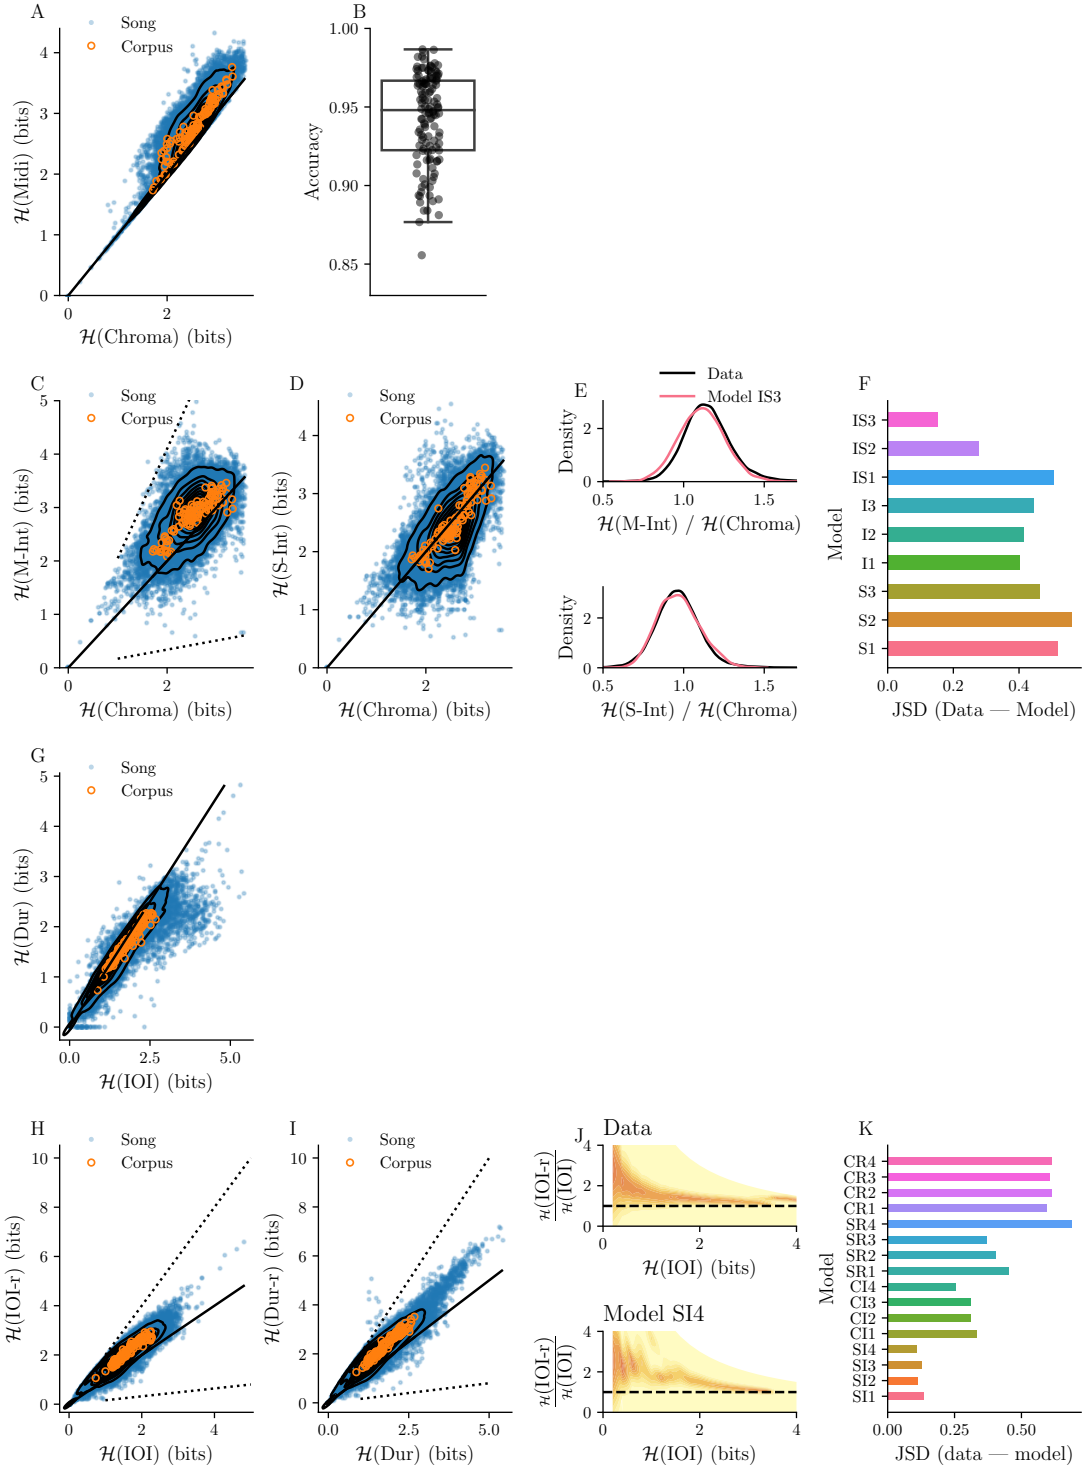 A
Song
Corpus
4
3
2
1
0
0
2
ℋ(Midi) (bits)
ℋ(Chroma) (bits)
B
1.00
0.95
0.90
0.85
Accuracy
C
Song
Corpus
5
4
3
2
1
0
0
2
ℋ(M-Int) (bits)
ℋ(Chroma) (bits)
D
Song
Corpus
4
3
2
1
0
0
2
ℋ(S-Int) (bits)
ℋ(Chroma) (bits)
E
Data
Model IS3
2
0
Density
0.5
1.0
1.5
ℋ(M-Int) / ℋ(Chroma)
2
0
Density
0.5
1.0
1.5
ℋ(S-Int) / ℋ(Chroma)
F
IS3
IS2
IS1
I3
I2
I1
S3
S2
S1
Model
0.0
0.2
0.4
JSD (Data — Model)
G
Song
Corpus
5
4
3
2
1
0
0.0
2.5
5.0
ℋ(Dur) (bits)
ℋ(IOI) (bits)
H
Song
Corpus
10
8
6
4
2
0
0
2
4
ℋ(IOI-r) (bits)
ℋ(IOI) (bits)
I
Song
Corpus
10
8
6
4
2
0
0.0
2.5
5.0
ℋ(Dur-r) (bits)
ℋ(Dur) (bits)
J
Data
4
2
0
ℋ(IOI-r)
ℋ(IOI)
0
2
4
ℋ(IOI) (bits)
Model SI4
4
2
0
ℋ(IOI-r)
ℋ(IOI)
0
2
4
ℋ(IOI) (bits)
K
CR4
CR3
CR2
CR1
SR4
SR3
SR2
SR1
CI4
CI3
CI2
CI1
SI4
SI3
SI2
SI1
Model
0.00
0.25
0.50
JSD (data — model)